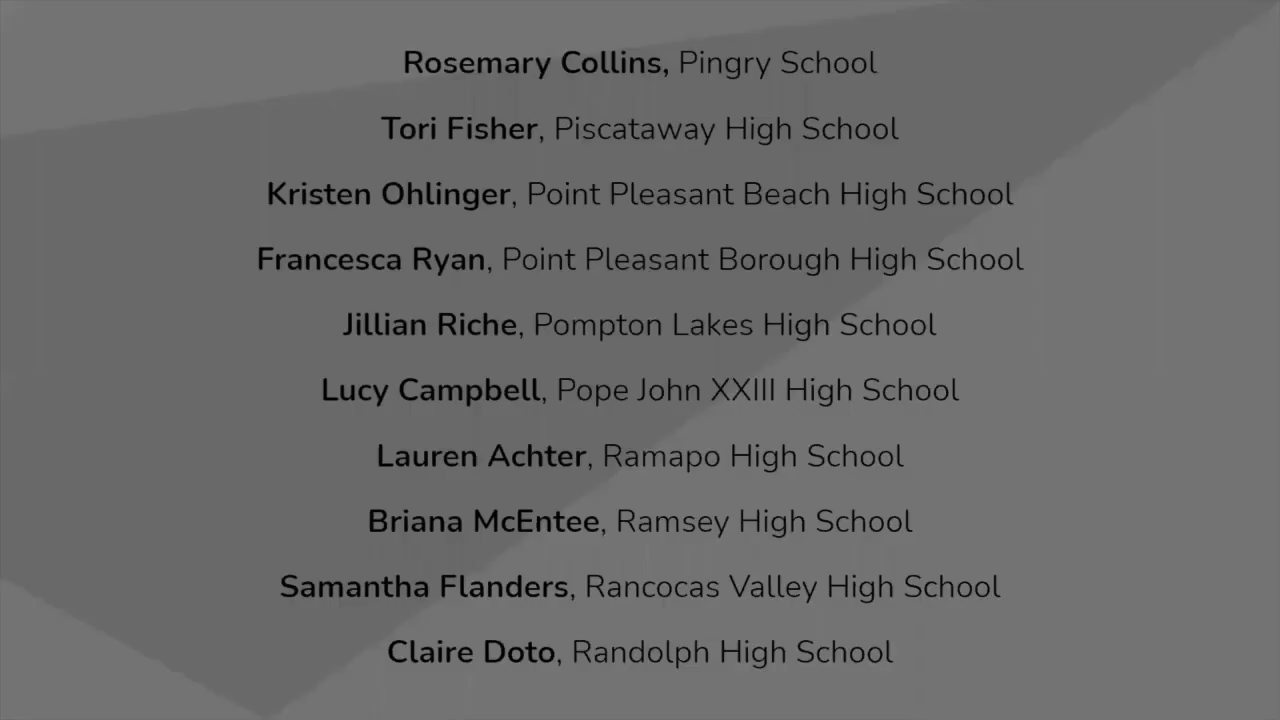 Rosemary Collins, Pingry School
Tori Fisher, Piscataway High School
Kristen Ohlinger, Point Pleasant Beach High School
Francesca Ryan, Point Pleasant Borough High School
Jillian Riche, Pompton Lakes High School
Lucy Campbell, Pope John XXIII High School
Lauren Achter, Ramapo High School
Briana McEntee, Ramsey High School
Samantha Flanders, Rancocas Valley High School
Claire Doto, Randolph High School